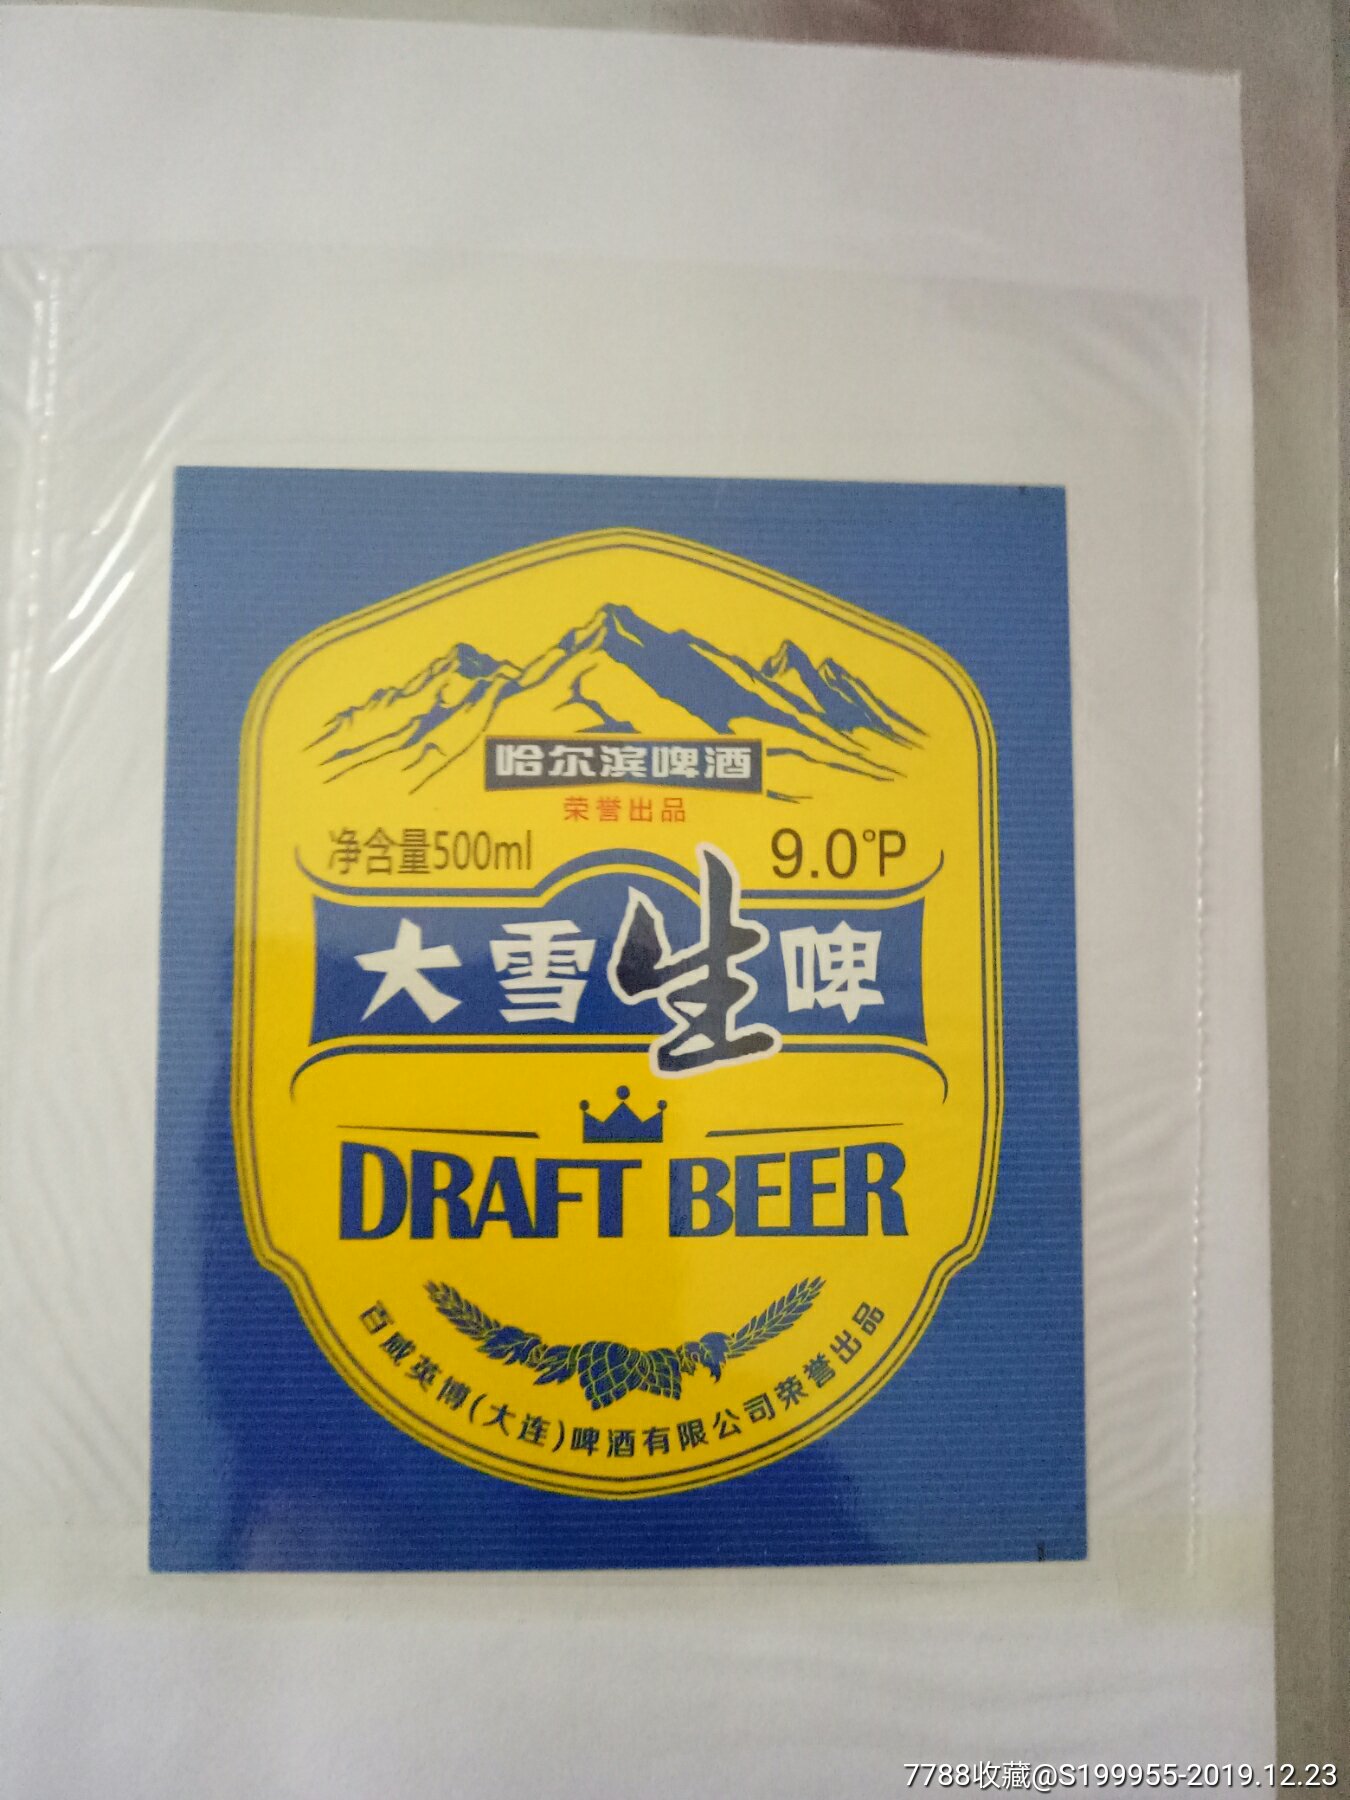 哈尔滨啤酒
荣誉出品
净含量500ml
9.0°P
大雪生啤
DRAFT BEER
百威英博(大连)啤酒有限公司荣誉出品
7788收藏@S199955-2019.12.23